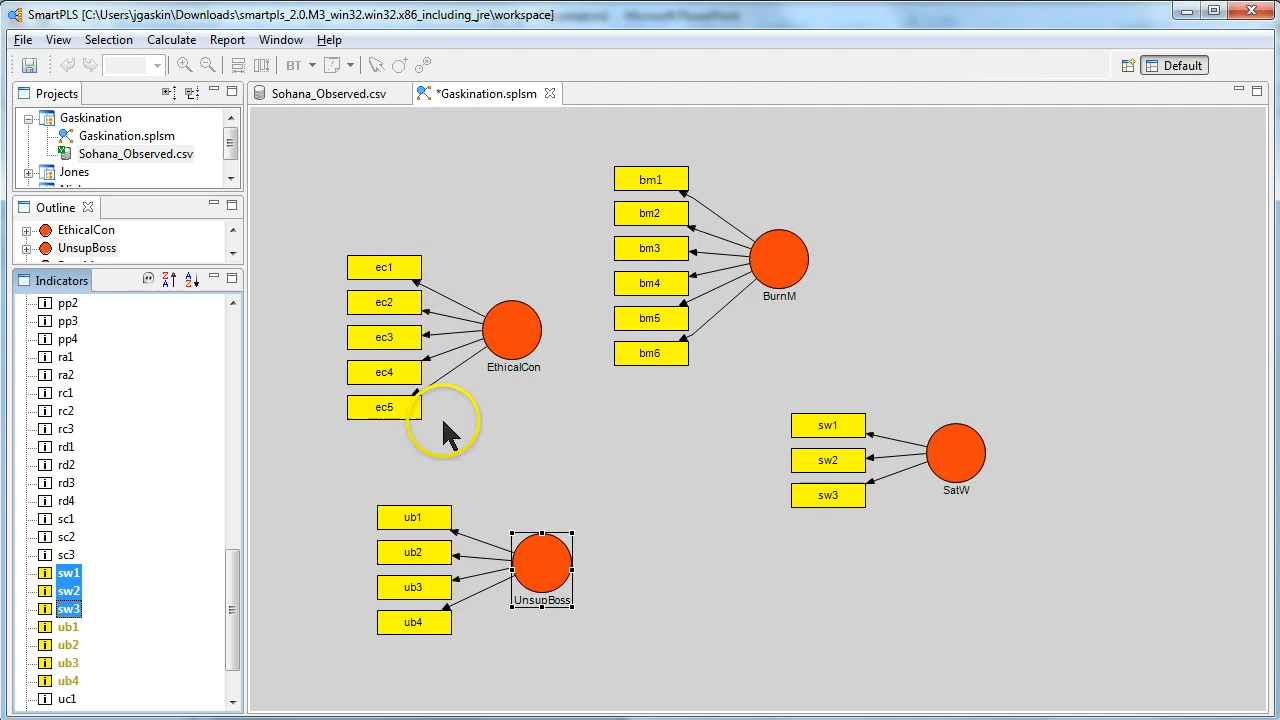 SmartPLS [C:\Users\jgaskin\Downloads\smartpls_2.0.M3_win32.win32.x86_including_jre\workspace]
Microsoft PowerPoint
File View Selection Calculate Report Window Help
BT
Default
Projects
Gaskination
Gaskination.splsm
Sohana_Observed.csv
Jones
Outline
EthicalCon
UnsupBoss
Indicators
pp2
pp3
pp4
ra1
ra2
rc1
rc2
rc3
rd1
rd2
rd3
rd4
sc1
sc2
sc3
sw1
sw2
sw3
ub1
ub2
ub3
ub4
uc1
Sohana_Observed.csv
*Gaskination.splsm
ec1
ec2
ec3
ec4
ec5
EthicalCon
bm1
bm2
bm3
bm4
bm5
bm6
BurnM
sw1
sw2
sw3
SatW
ub1
ub2
ub3
ub4
UnsupBoss